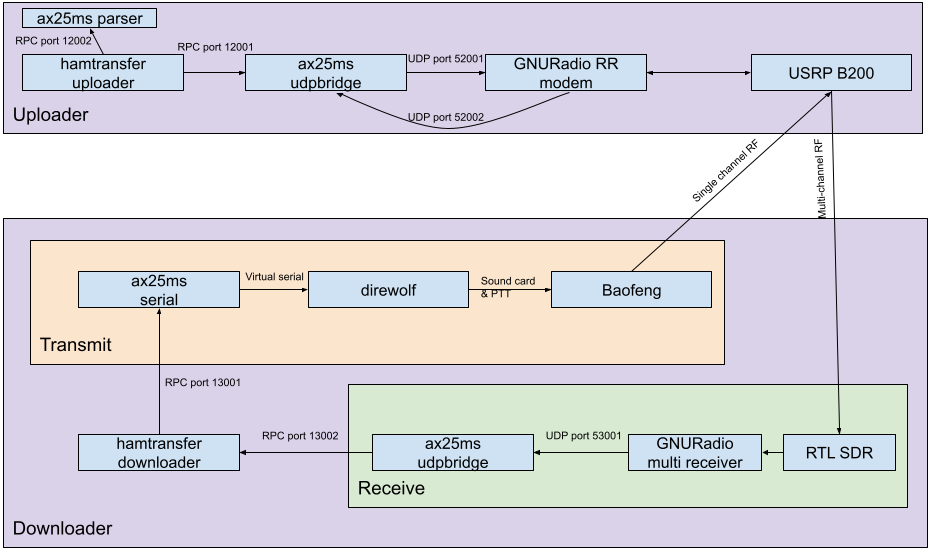 ax25ms parser
RPC port 12002
RPC port 12001
hamtransfer
uploader
ax25ms
udpbridge
UDP port 52001
GNURadio RR
modem
USRP B200
UDP port 52002
Uploader
Single channel RF
Multi-channel RF
ax25ms
serial
Virtual serial
direwolf
Sound card
& PTT
Baofeng
Transmit
RPC port 13001
hamtransfer
downloader
RPC port 13002
ax25ms
udpbridge
UDP port 53001
GNURadio
multi receiver
RTL SDR
Receive
Downloader